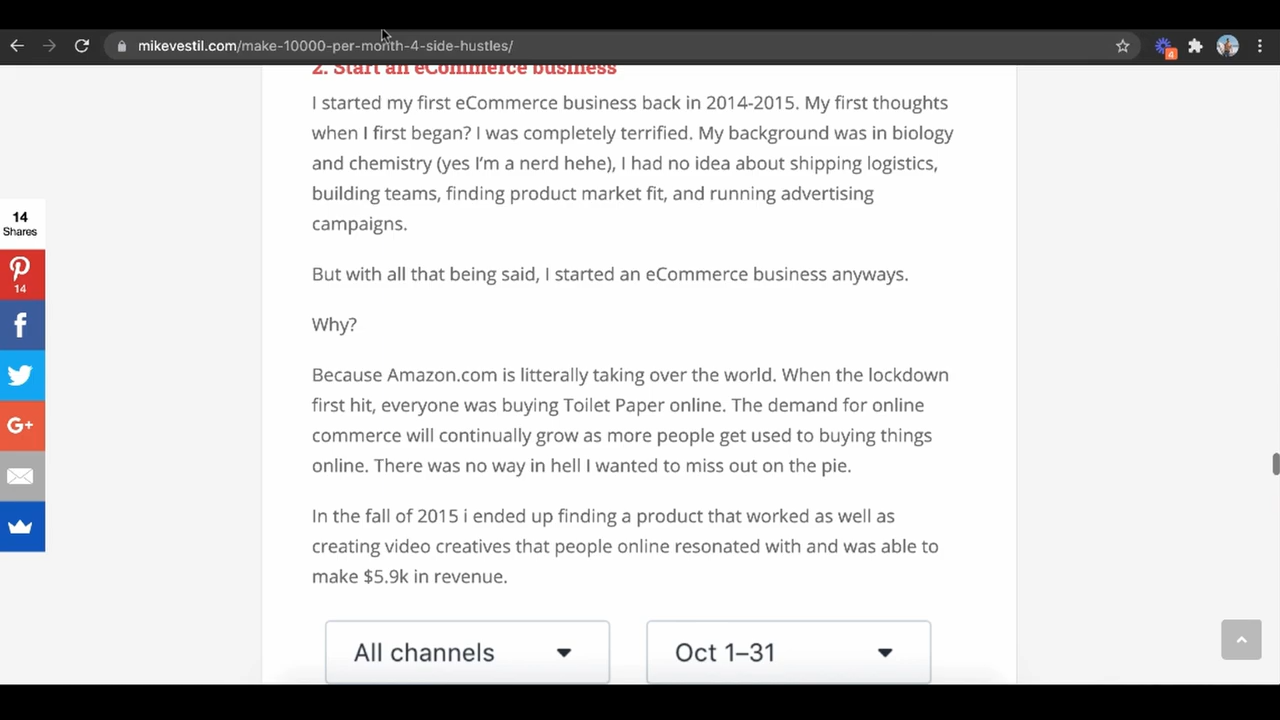 mikevestil.com/make-10000-per-month-4-side-hustles/
4
2. Start an eCommerce business
I started my first eCommerce business back in 2014-2015. My first thoughts
when I first began? I was completely terrified. My background was in biology
and chemistry (yes I'm a nerd hehe), I had no idea about shipping logistics,
building teams, finding product market fit, and running advertising
campaigns.
But with all that being said, I started an eCommerce business anyways.
Why?
Because Amazon.com is litterally taking over the world. When the lockdown
first hit, everyone was buying Toilet Paper online. The demand for online
commerce will continually grow as more people get used to buying things
online. There was no way in hell I wanted to miss out on the pie.
In the fall of 2015 i ended up finding a product that worked as well as
creating video creatives that people online resonated with and was able to
make $5.9k in revenue.
All channels
Oct 1–31
14
Shares
14
G+